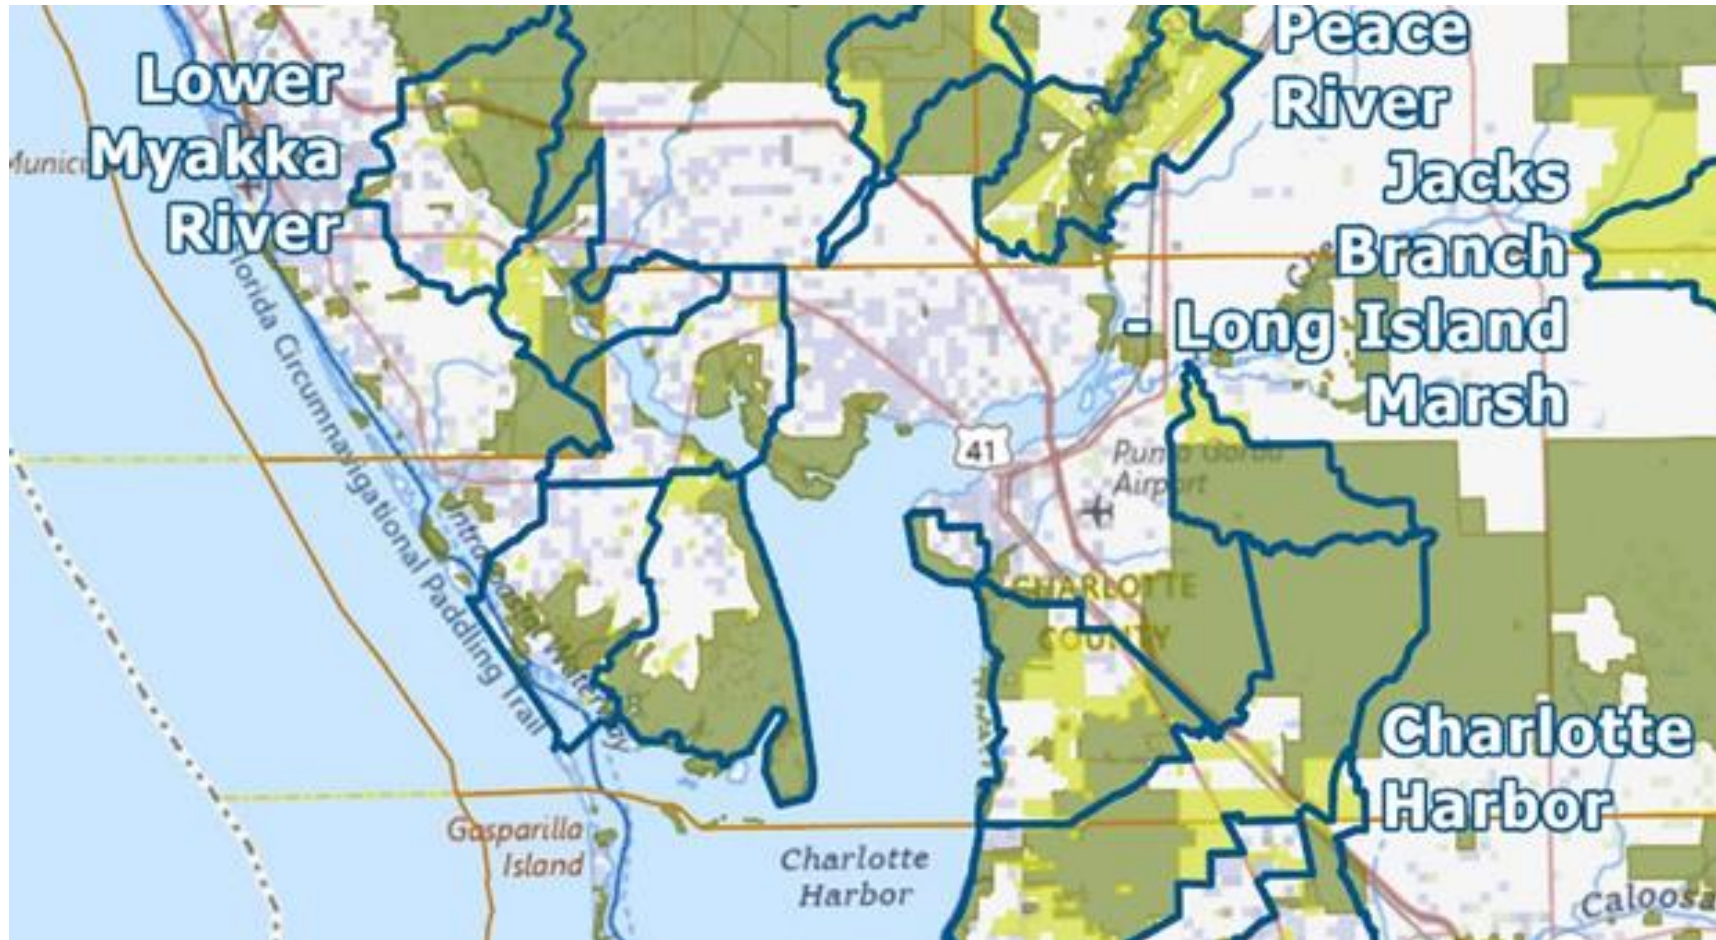 Peace
River
Lower
Myakka
River
Jacks
Branch
- Long Island
Marsh
Florida Circumnavigational Paddling Trail
41
Punta Gorda
Airport
CHARLOTTE
COUNTY
Charlotte
Harbor
Gasparilla
Island
Charlotte
Harbor